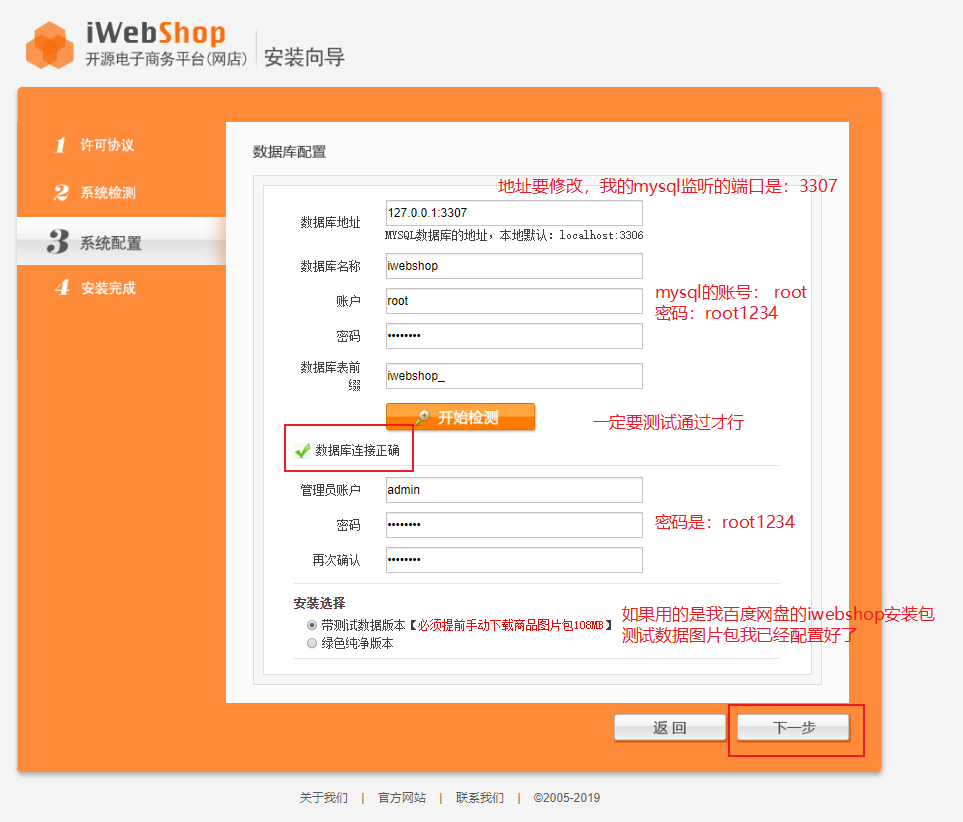 iWebShop
开源电子商务平台(网店)
安装向导
1 许可协议
2 系统检测
3 系统配置
4 安装完成
数据库配置
地址要修改，我的mysql监听的端口是：3307
数据库地址
127.0.0.1:3307
MYSQL数据库的地址，本地默认：localhost:3306
数据库名称
iwebshop
账户
root
mysql的账号： root
密码：root1234
密码
••••••••
数据库表前
缀
iwebshop_
开始检测
一定要测试通过才行
数据库连接正确
管理员账户
admin
密码
••••••••
密码是：root1234
再次确认
••••••••
安装选择
带测试数据版本【必须提前手动下载商品图片包108MB】
绿色纯净版本
如果用的是我百度网盘的iwebshop安装包
测试数据图片包我已经配置好了
返 回
下一步
关于我们 | 官方网站 | 联系我们 | ©2005-2019